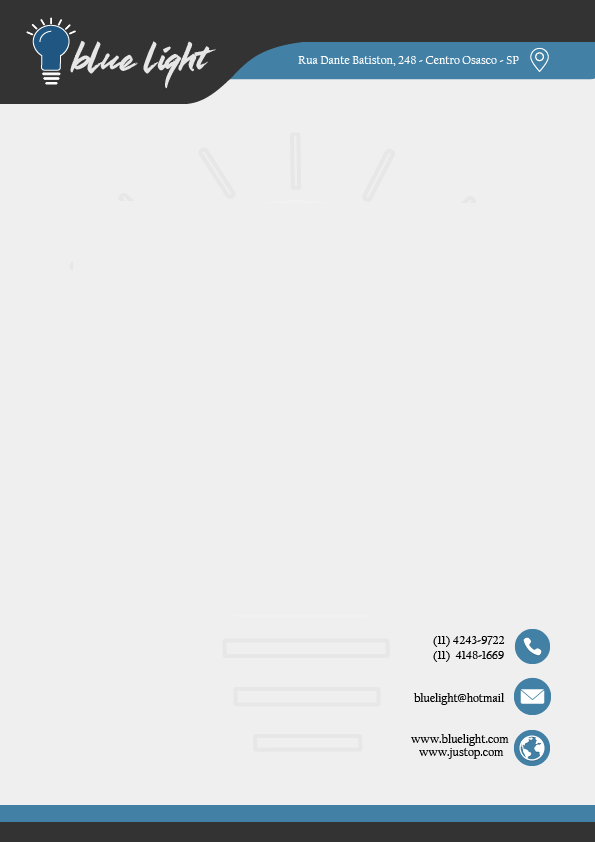 blue light
Rua Dante Batiston, 248 - Centro Osasco - SP
(11) 4243-9722
(11) 4148-1669
bluelight@hotmail
www.bluelight.com
www.justop.com